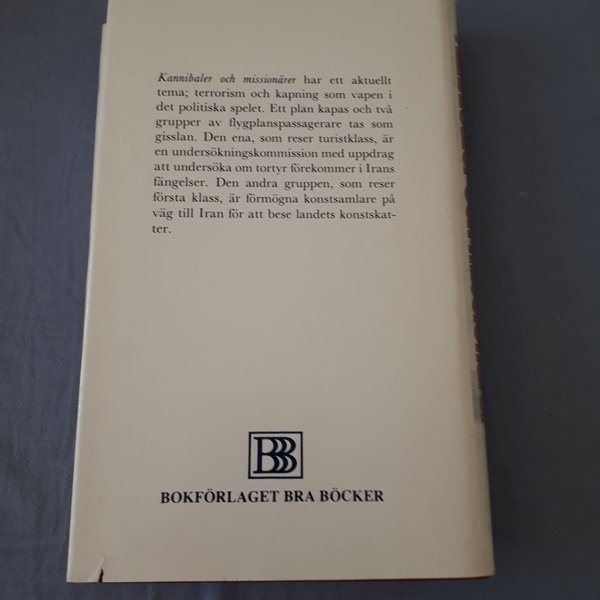 Kannibaler och missionärer har ett aktuellt
tema; terrorism och kapning som vapen i
det politiska spelet. Ett plan kapas och två
grupper av flygplanspassagerare tas som
gisslan. Den ena, som reser turistklass, är
en undersökningskommission med uppdrag
att undersöka om tortyr förekommer i Irans
fängelser. Den andra gruppen, som reser
första klass, är förmögna konstsamlare på
väg till Iran för att bese landets konstskat-
ter.
BBB
BOKFÖRLAGET BRA BÖCKER